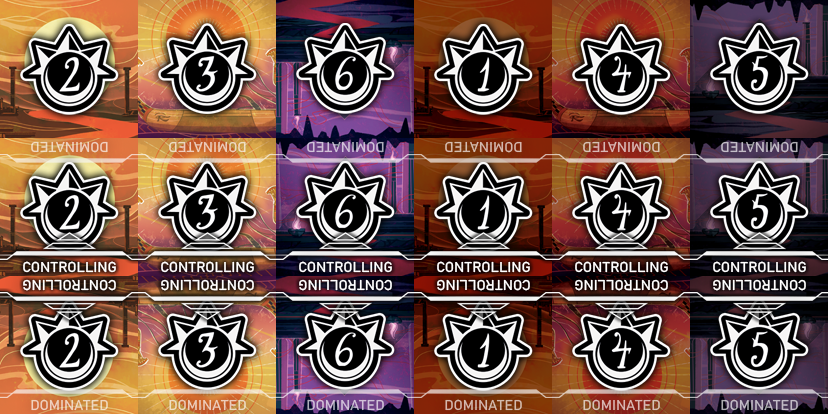 2 3 6 1 4 5
DOMINATED DOMINATED DOMINATED DOMINATED DOMINATED DOMINATED
2 3 6 1 4 5
CONTROLLING CONTROLLING CONTROLLING CONTROLLING CONTROLLING CONTROLLING
CONTROLLING CONTROLLING CONTROLLING CONTROLLING CONTROLLING CONTROLLING
2 3 6 1 4 5
DOMINATED DOMINATED DOMINATED DOMINATED DOMINATED DOMINATED